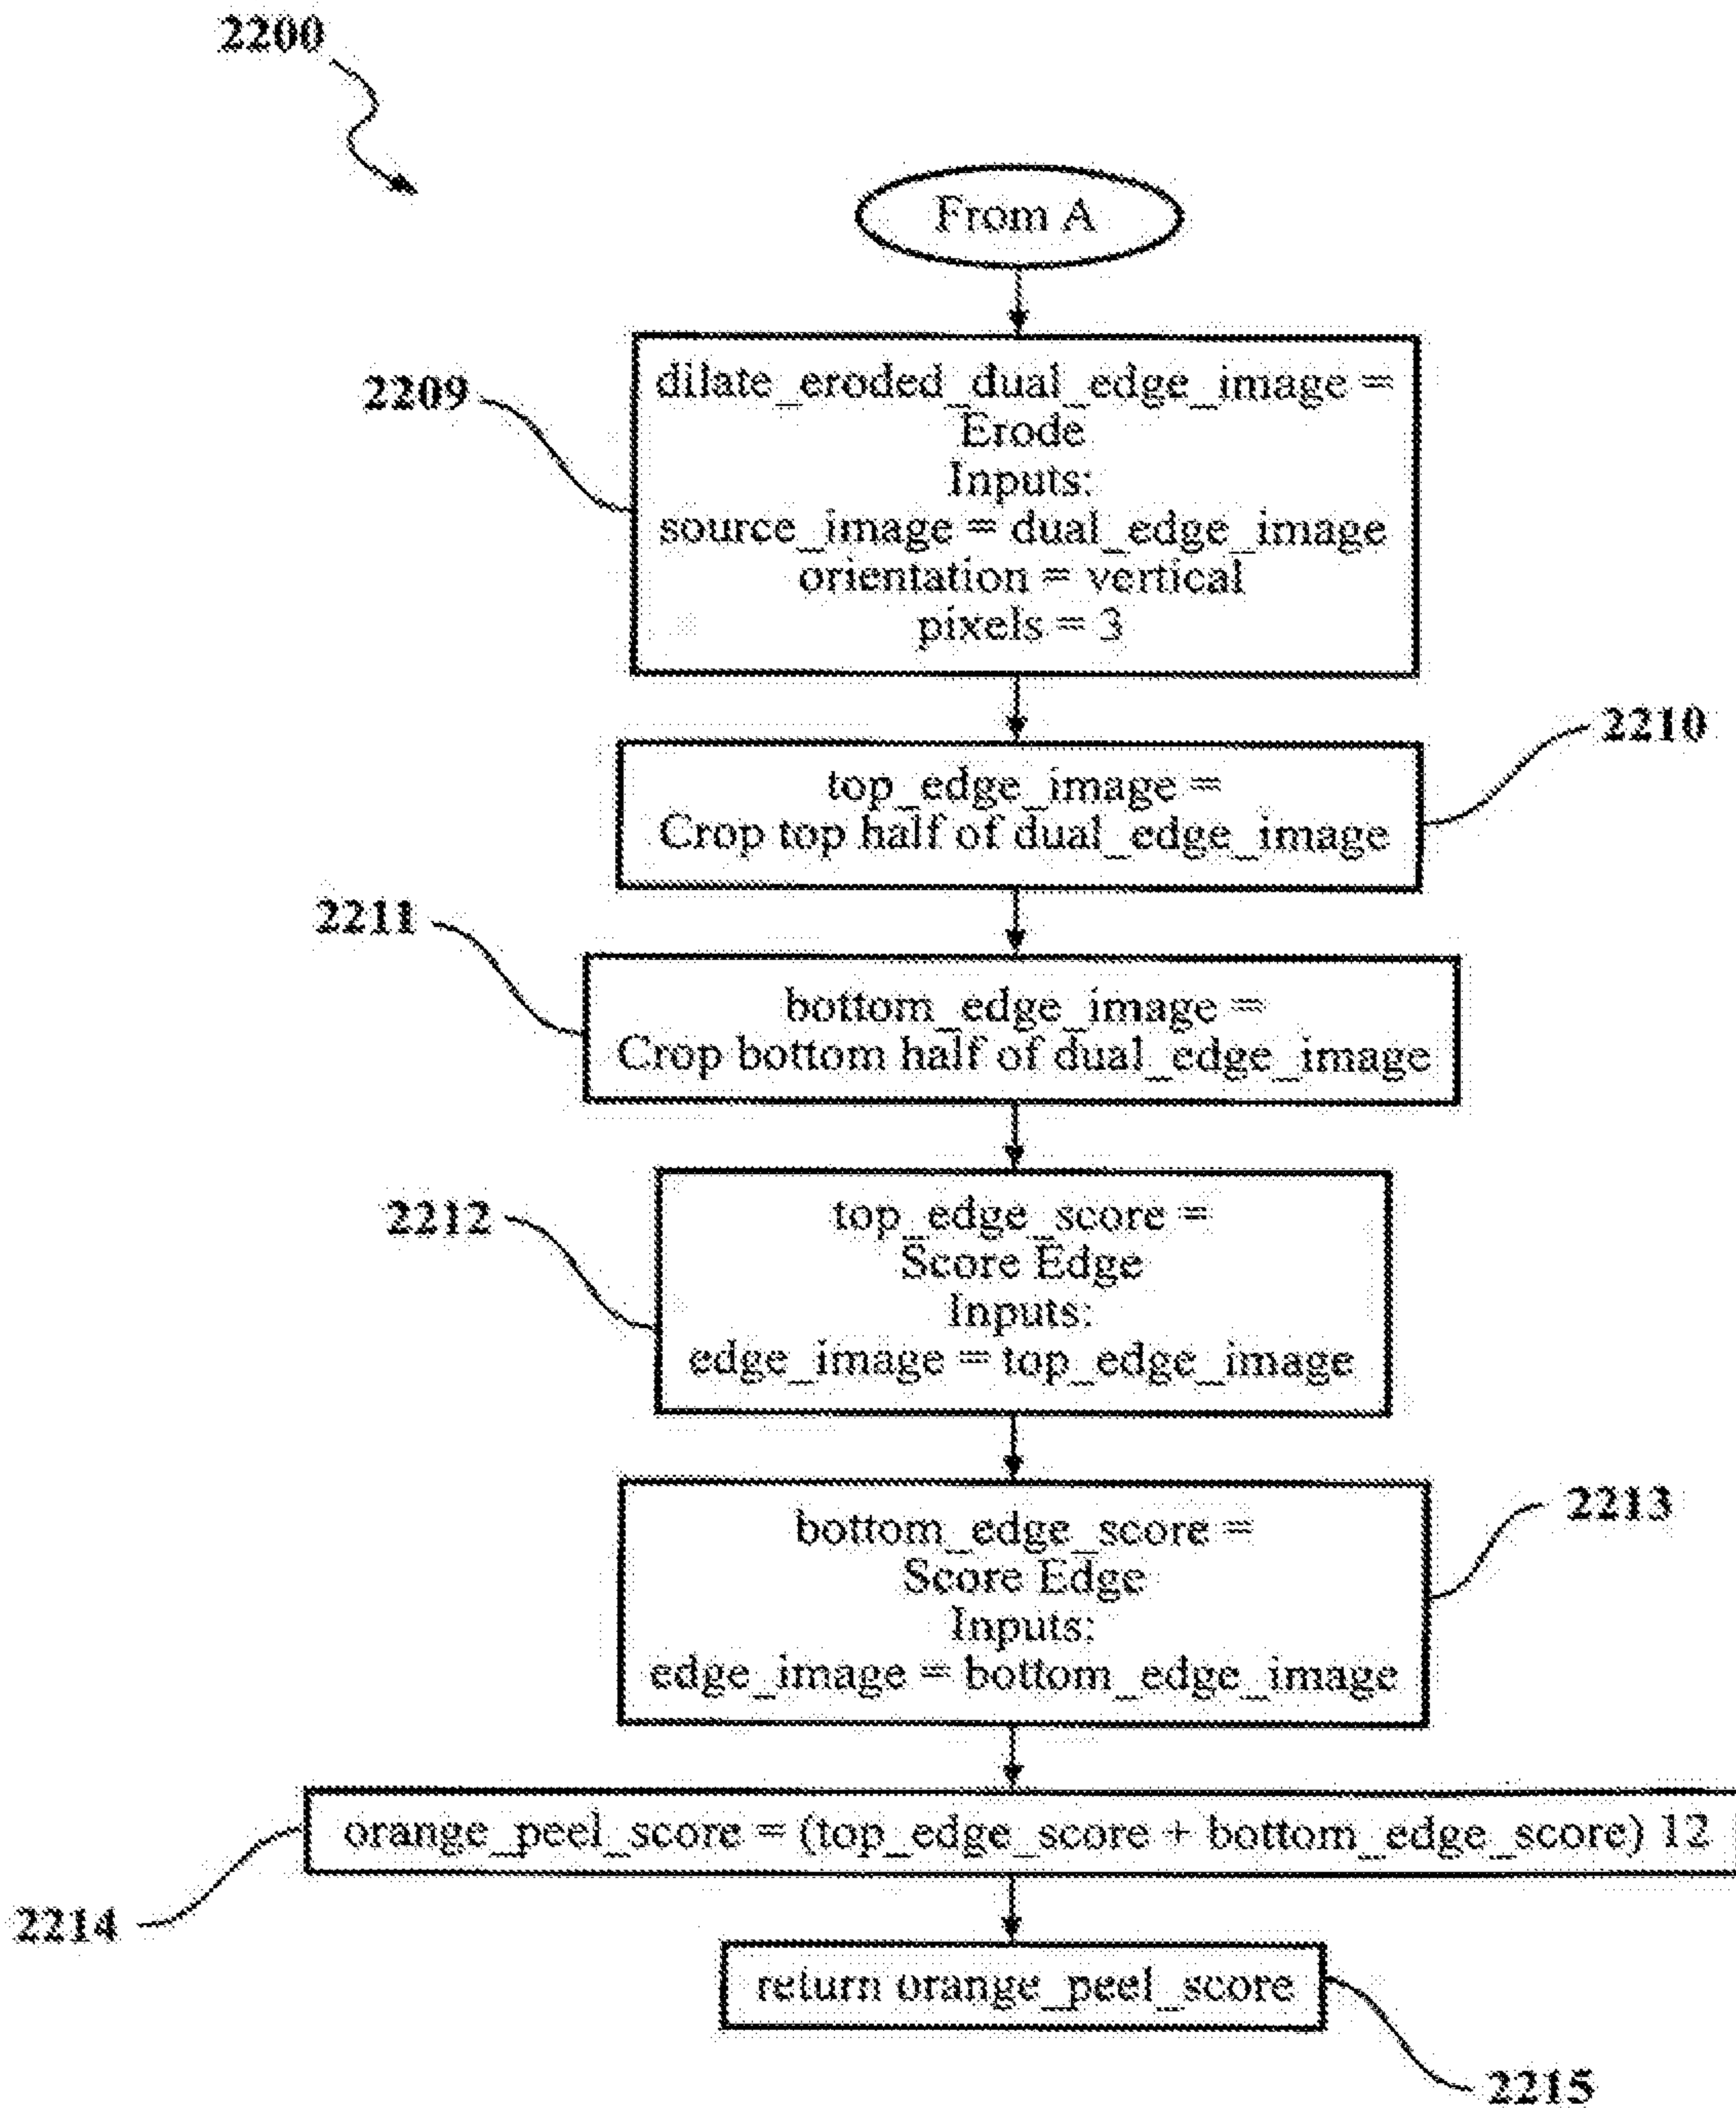 2200
From A
2209
dilate_eroded_dual_edge_image =
Erode
Inputs:
source_image = dual_edge_image
orientation = vertical
pixels = 3
2210
top_edge_image =
Crop top half of dual_edge_image
2211
bottom_edge_image =
Crop bottom half of dual_edge_image
2212
top_edge_score =
Score Edge
Inputs:
edge_image = top_edge_image
2213
bottom_edge_score =
Score Edge
Inputs:
edge_image = bottom_edge_image
orange_peel_score = (top_edge_score + bottom_edge_score) 12
2214
return orange_peel_score
2215